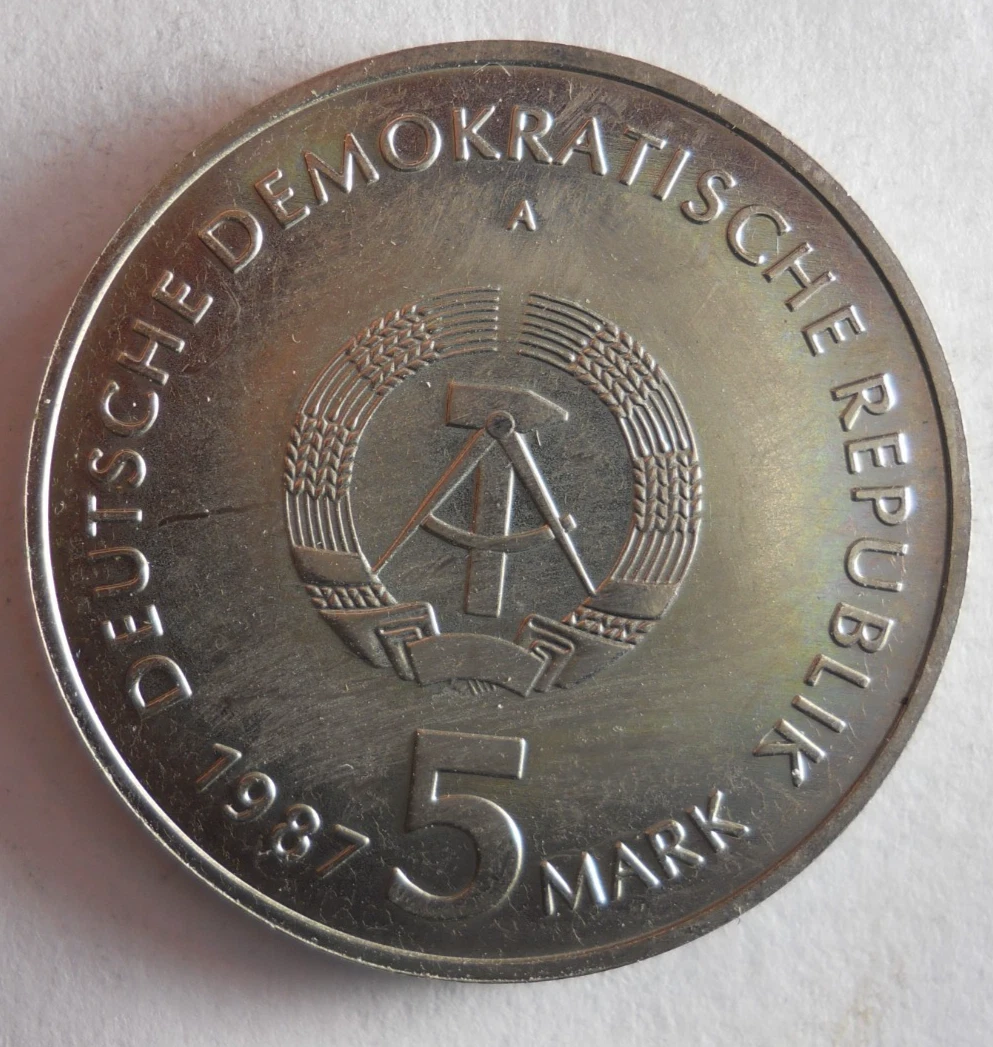 DEUTSCHE DEMOKRATISCHE REPUBLIK
A
1987 5 MARK